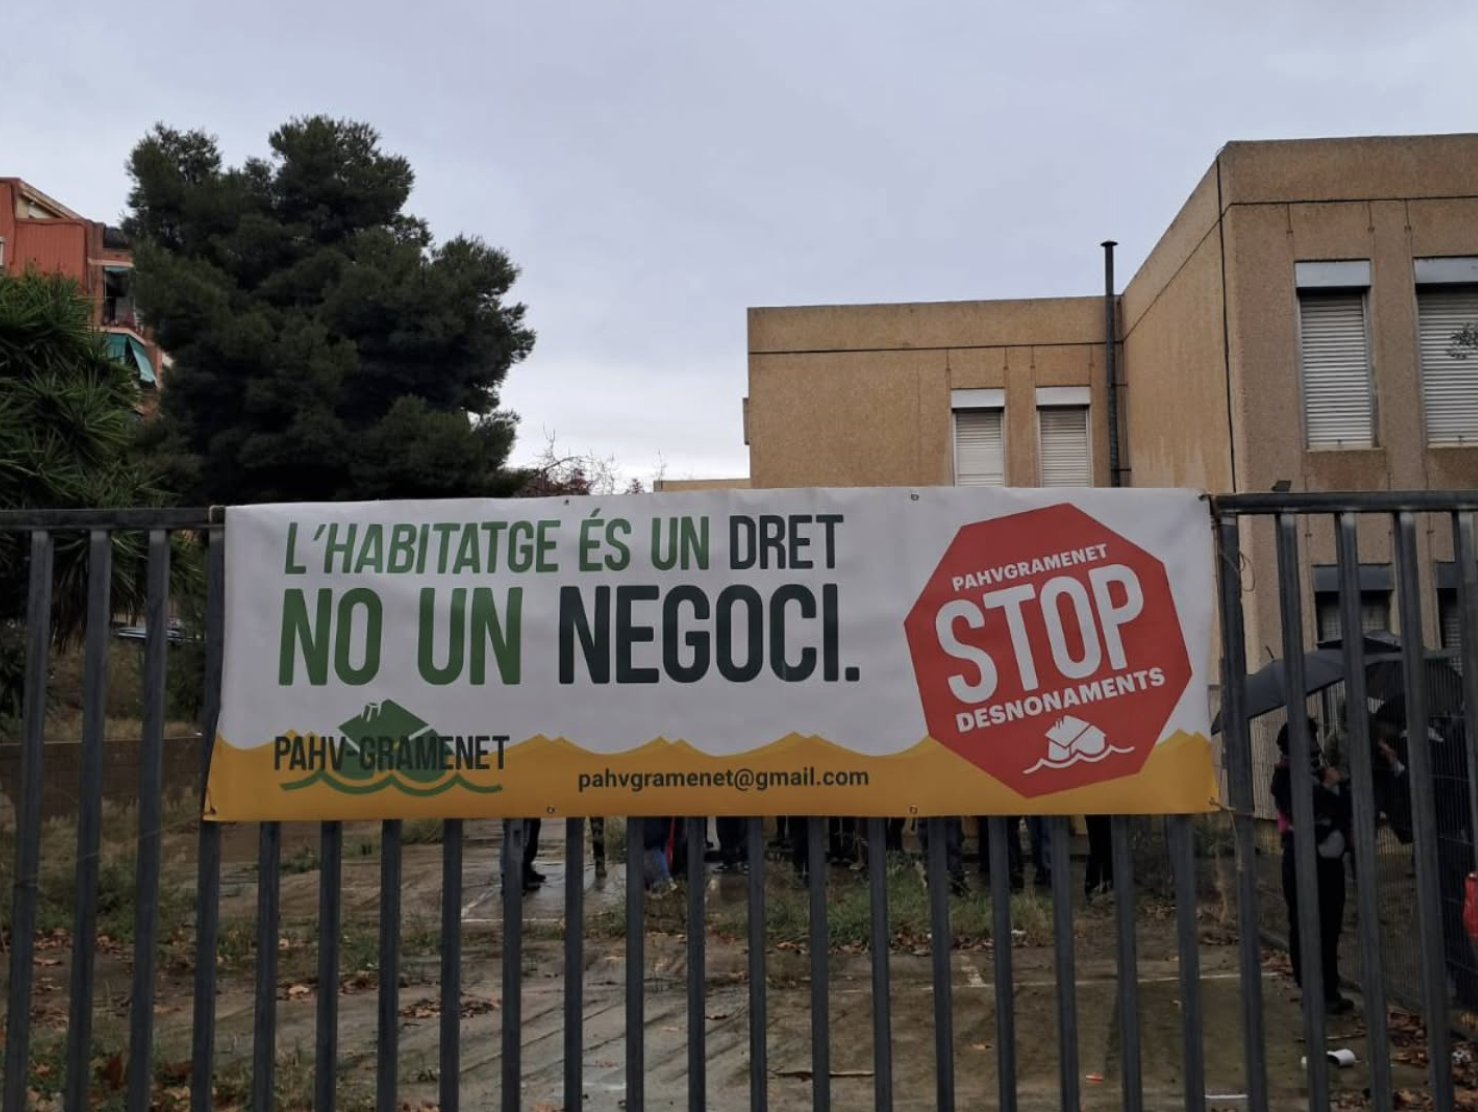 L'HABITATGE ÉS UN DRET
NO UN NEGOCI.
PAHV-GRAMENET
pahvgramenet@gmail.com
PAHVGRAMENET
STOP
DESNONAMENTS